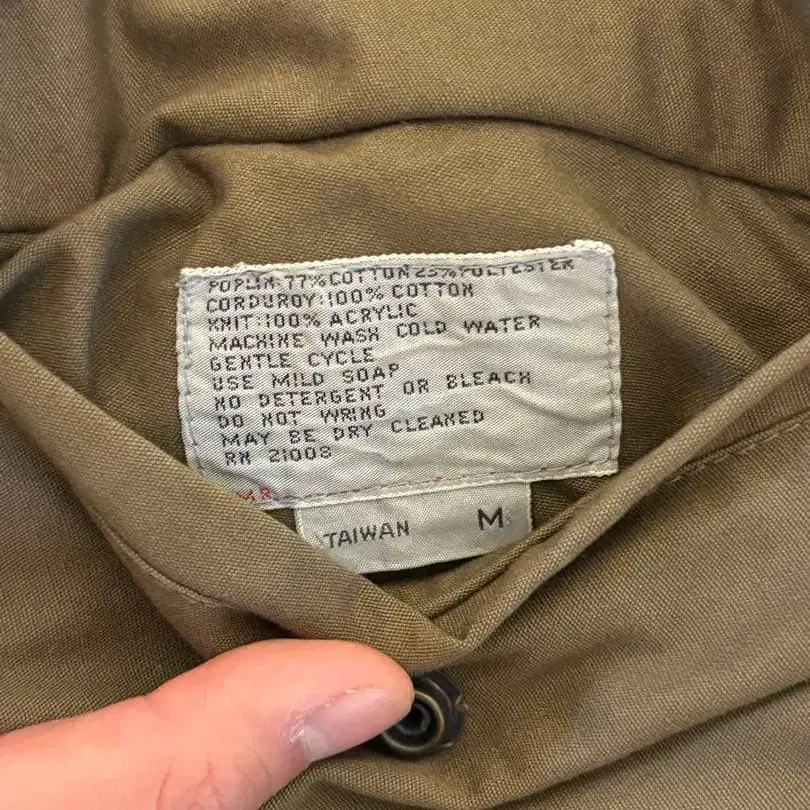 POPLIN:77%COTTON 23%POLYESTER
CORDUROY:100% COTTON
KNIT:100% ACRYLIC
MACHINE WASH COLD WATER
GENTLE CYCLE
USE MILD SOAP
NO DETERGENT OR BLEACH
DO NOT WRING
MAY BE DRY CLEANED
RN 21008
TAIWAN M